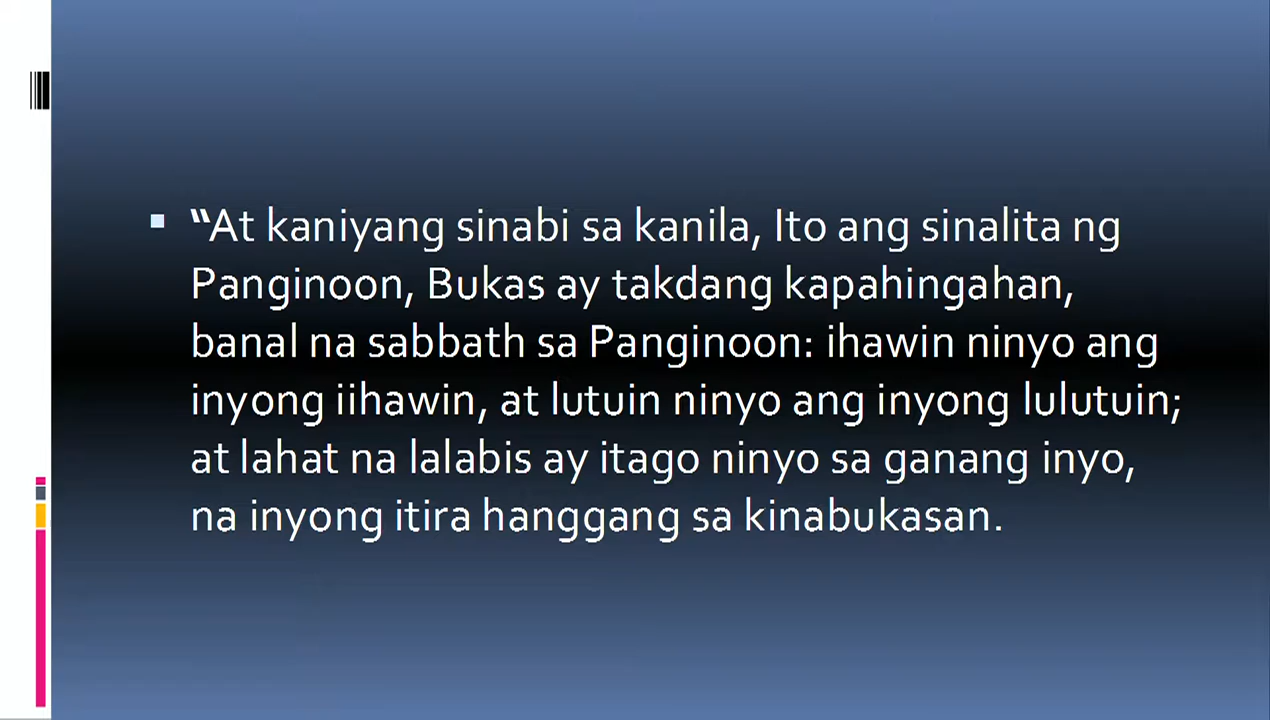 “At kaniyang sinabi sa kanila, Ito ang sinalita ng
Panginoon, Bukas ay takdang kapahingahan,
banal na sabbath sa Panginoon: ihawin ninyo ang
inyong iihawin, at lutuin ninyo ang inyong lulutuin;
at lahat na lalabis ay itago ninyo sa ganang inyo,
na inyong itira hanggang sa kinabukasan.